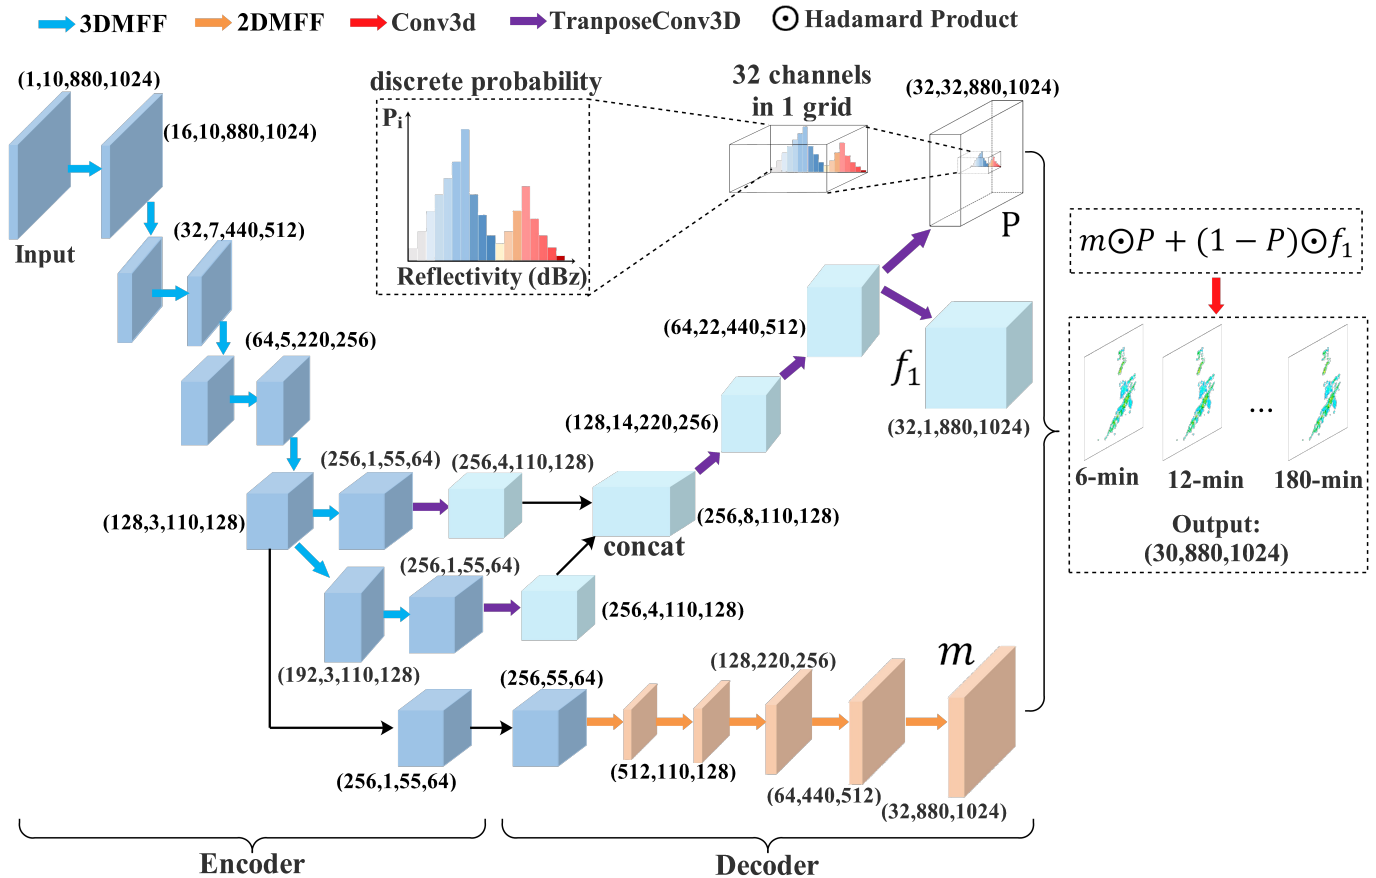 3DMFF 2DMFF Conv3d TranposeConv3D Hadamard Product
(1,10,880,1024)
(16,10,880,1024)
Input
(32,7,440,512)
(64,5,220,256)
discrete probability
Pi
Reflectivity (dBz)
32 channels
in 1 grid
(32,32,880,1024)
P
(64,22,440,512)
f1
(32,1,880,1024)
(128,14,220,256)
(256,1,55,64)
(256,4,110,128)
(128,3,110,128)
(256,8,110,128)
concat
(256,1,55,64)
(256,4,110,128)
(192,3,110,128)
(256,1,55,64)
(256,55,64)
(512,110,128)
(128,220,256)
(64,440,512)
m
(32,880,1024)
m⊙P + (1 − P)⊙f1
6-min 12-min ... 180-min
Output:
(30,880,1024)
Encoder
Decoder